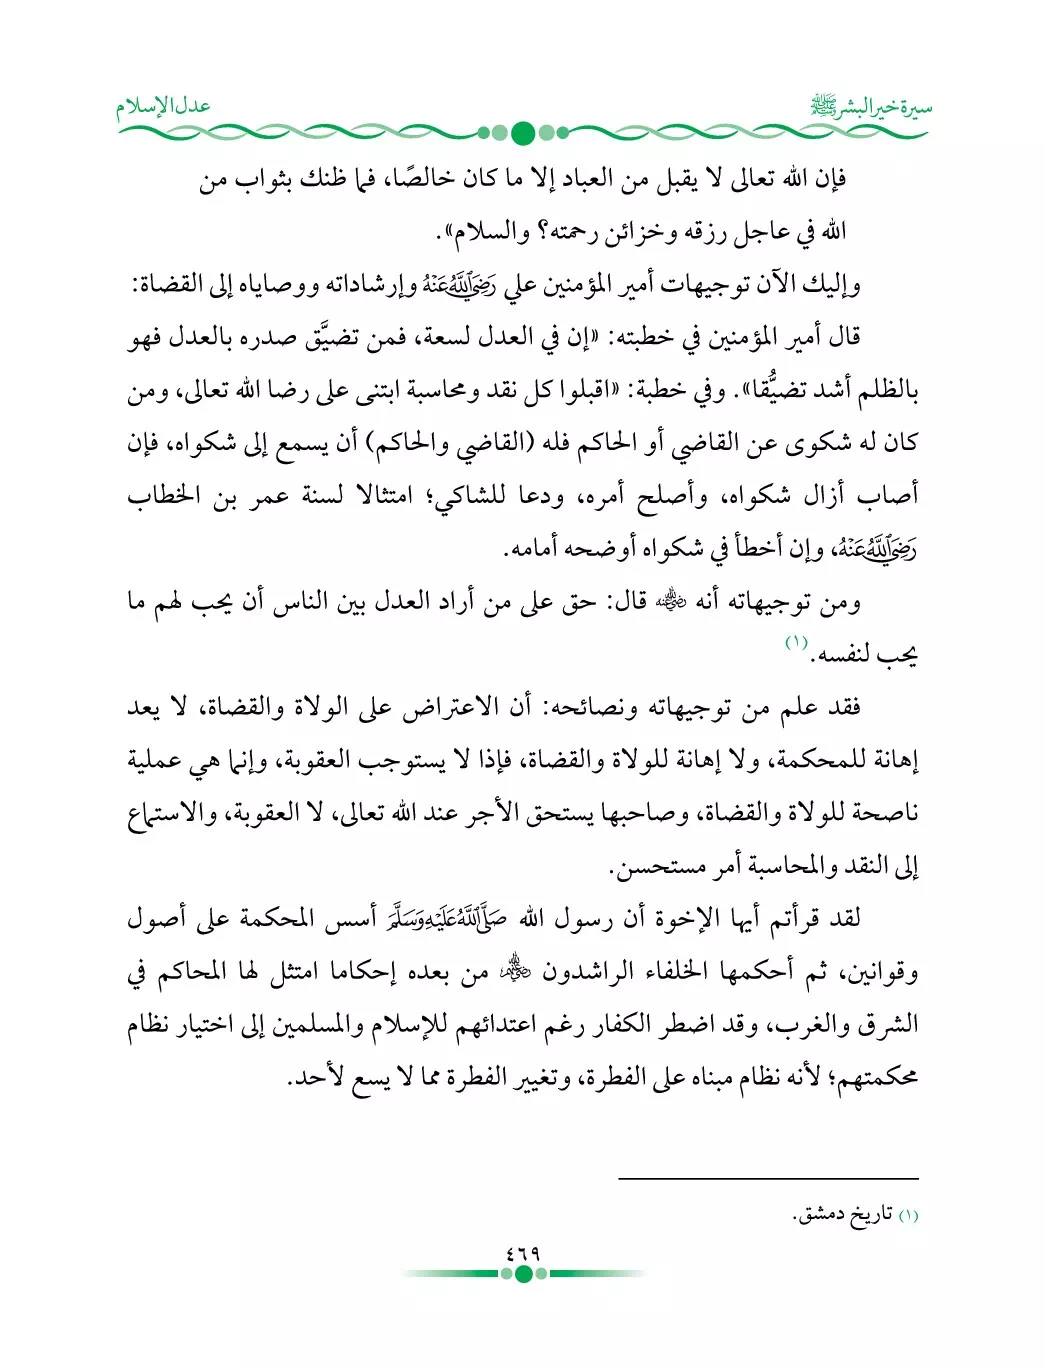 سيرة خير البشر ﷺ
عدل الإسلام
فإن الله تعالى لا يقبل من العباد إلا ما كان خالصًا، فما ظنك بثواب من
الله في عاجل رزقه وخزائن رحمته؟ والسلام».
وإليك الآن توجيهات أمير المؤمنين علي رَضِيَ اللَّهُ عَنْهُ وإرشاداته ووصاياه إلى القضاة:
قال أمير المؤمنين في خطبته: «إن في العدل لسعة، فمن تضيَّق صدره بالعدل فهو
بالظلم أشد تضيُّقا». وفي خطبة: «اقبلوا كل نقد ومحاسبة ابتنى على رضا الله تعالى، ومن
كان له شكوى عن القاضي أو الحاكم فله (القاضي والحاكم) أن يسمع إلى شكواه، فإن
أصاب أزال شكواه، وأصلح أمره، ودعا للشاكي؛ امتثالا لسنة عمر بن الخطاب
رَضِيَ اللَّهُ عَنْهُ، وإن أخطأ في شكواه أوضحه أمامه.
ومن توجيهاته أنه رضي الله عنه قال: حق على من أراد العدل بين الناس أن يحب لهم ما
يحب لنفسه.(١)
فقد علم من توجيهاته ونصائحه: أن الاعتراض على الولاة والقضاة، لا يعد
إهانة للمحكمة، ولا إهانة للولاة والقضاة، فإذا لا يستوجب العقوبة، وإنما هي عملية
ناصحة للولاة والقضاة، وصاحبها يستحق الأجر عند الله تعالى، لا العقوبة، والاستماع
إلى النقد والمحاسبة أمر مستحسن.
لقد قرأتم أيها الإخوة أن رسول الله صَلَّى اللَّهُ عَلَيْهِ وَسَلَّمَ أسس المحكمة على أصول
وقوانين، ثم أحكمها الخلفاء الراشدون رضي الله عنهم من بعده إحكاما امتثل لها المحاكم في
الشرق والغرب، وقد اضطر الكفار رغم اعتدائهم للإسلام والمسلمين إلى اختيار نظام
محكمتهم؛ لأنه نظام مبناه على الفطرة، وتغيير الفطرة مما لا يسع لأحد.
(١) تاريخ دمشق.
٤٦٩